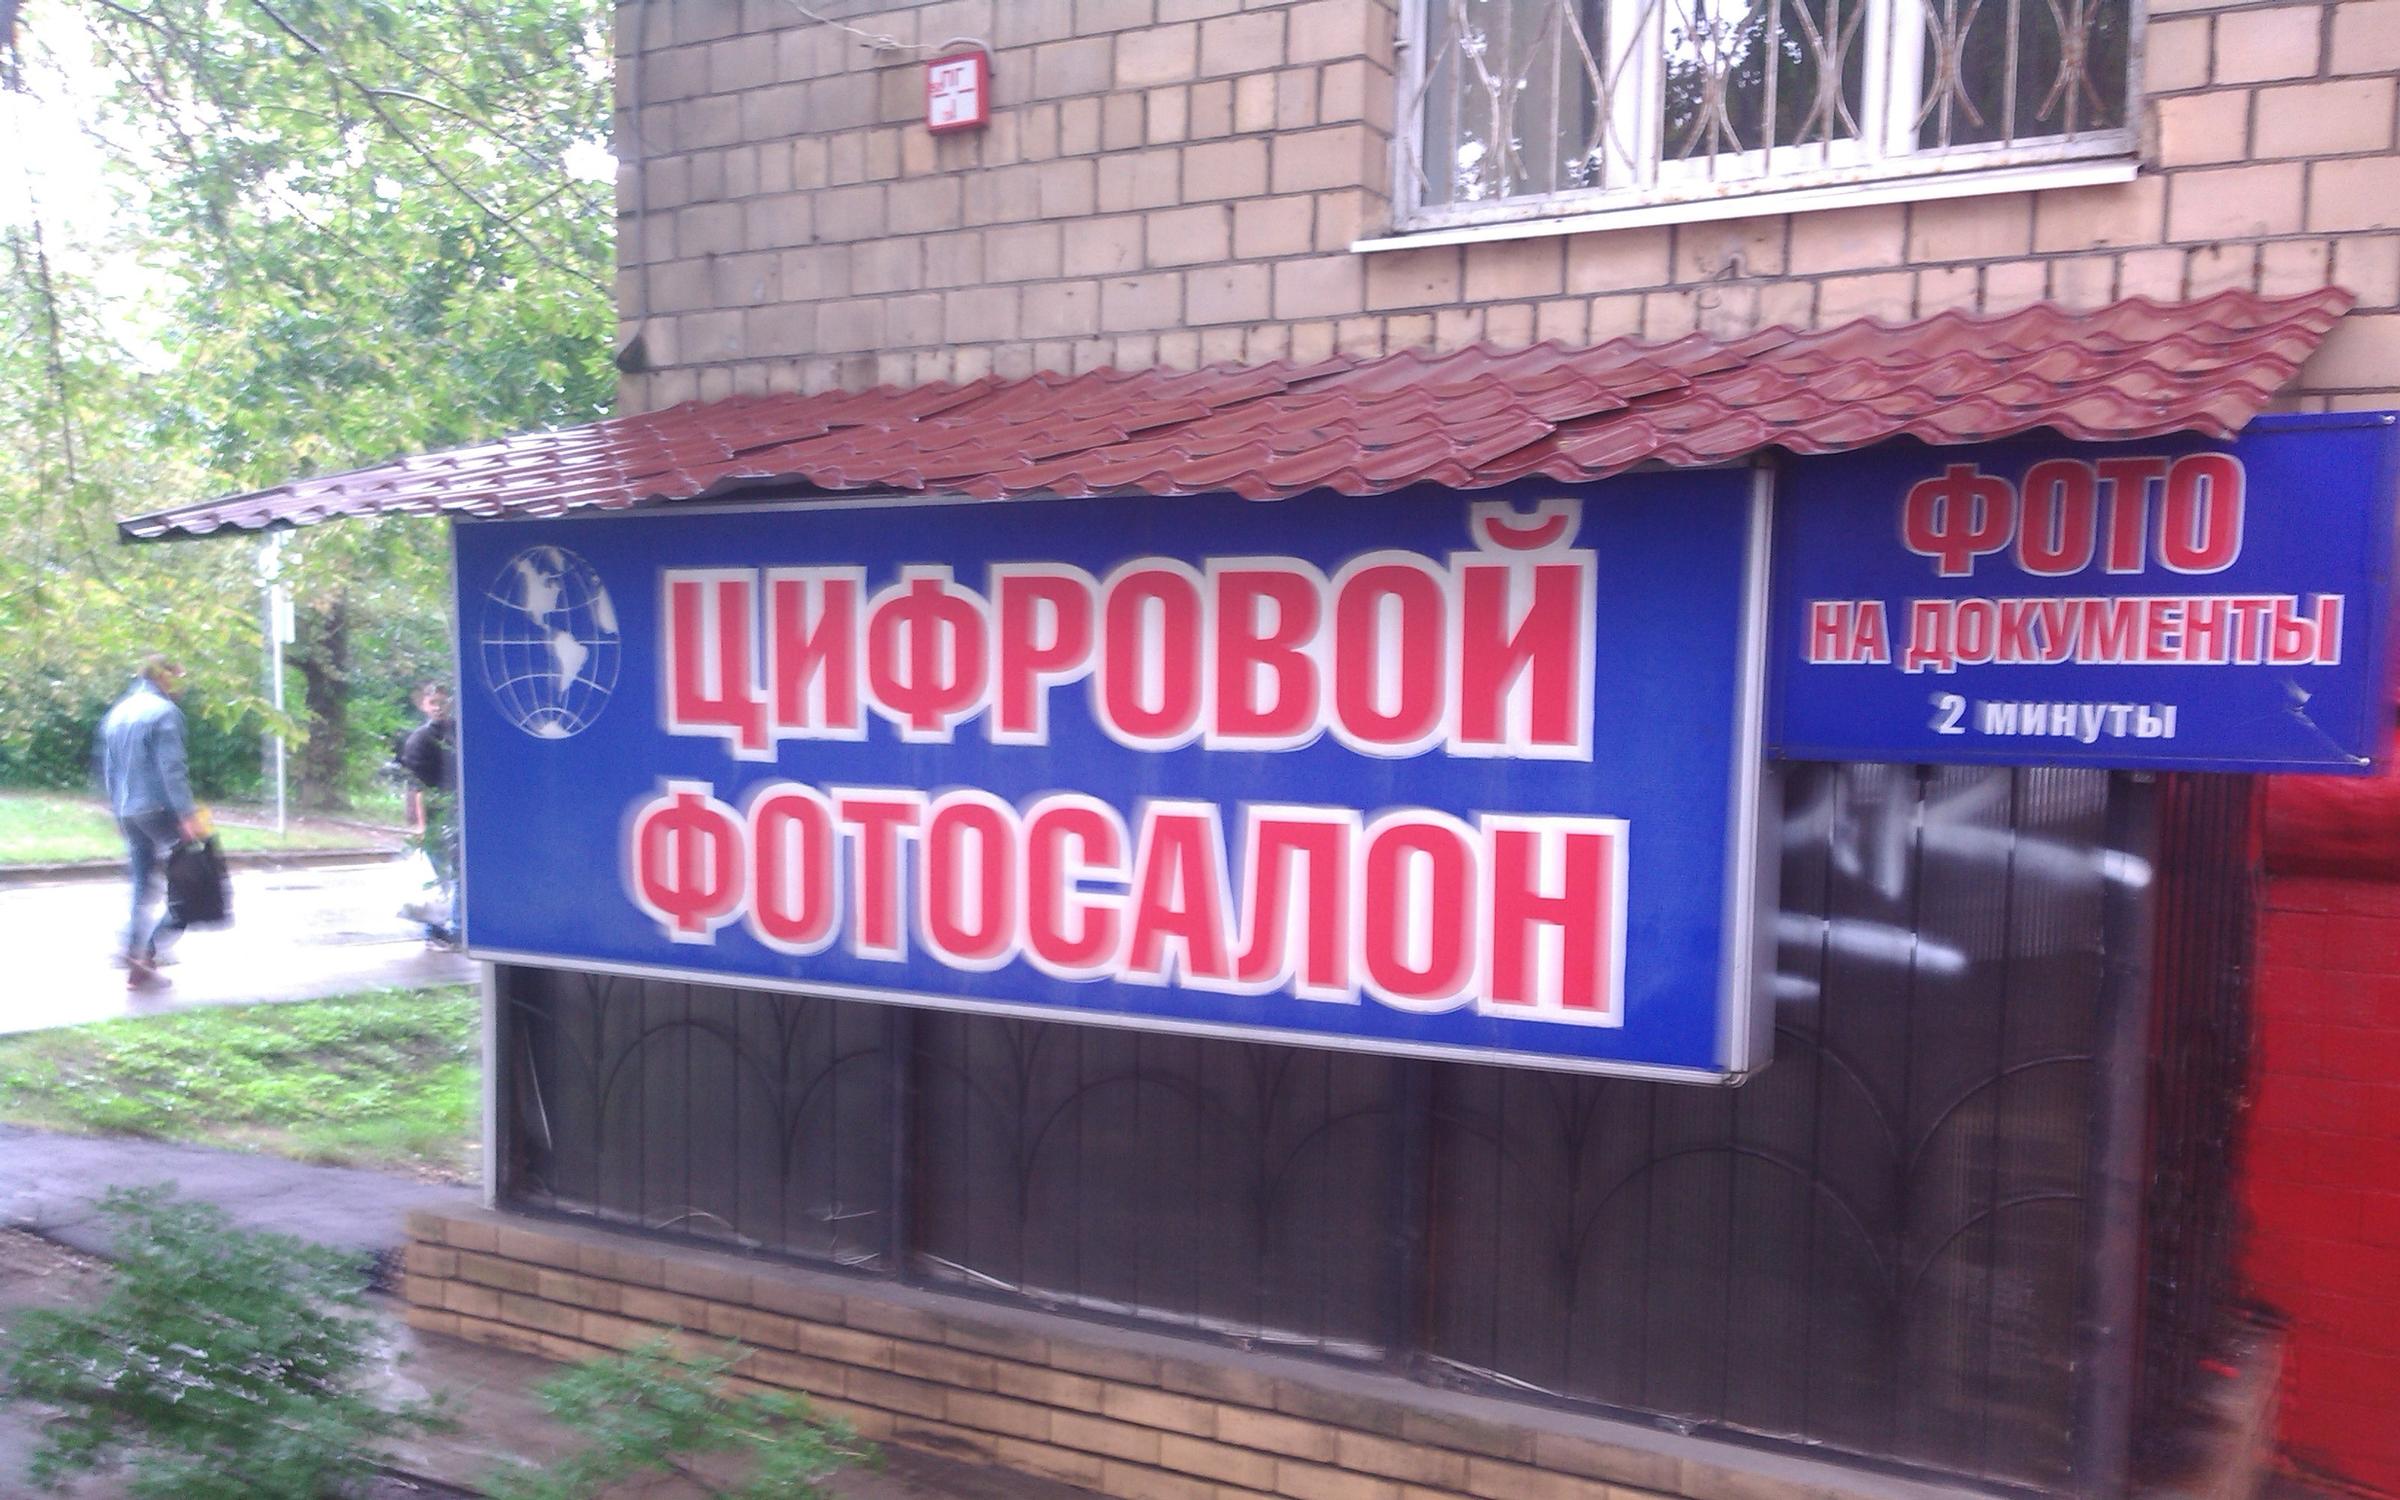 ЦИФРОВОЙ
ФОТОСАЛОН
ФОТО
НА ДОКУМЕНТЫ
2 минуты